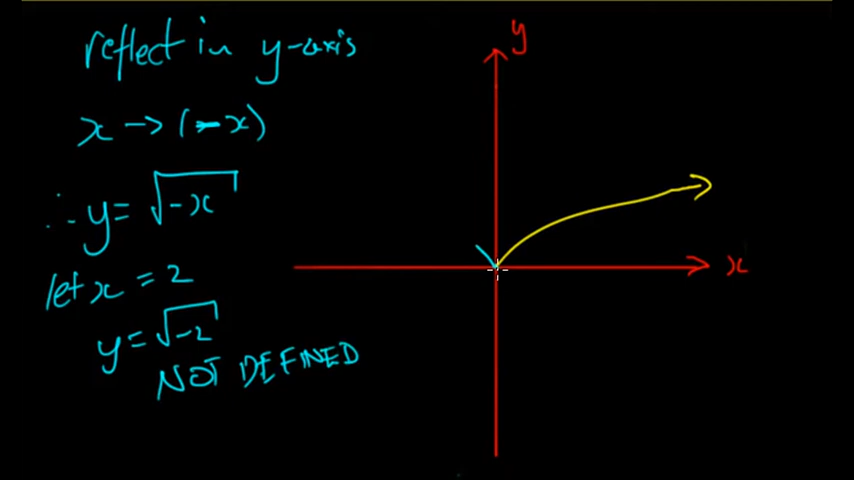 reflect in y-axis
x -> (-x)
∴ y = √-x
let x = 2
y = √-2
NOT DEFINED
y
x